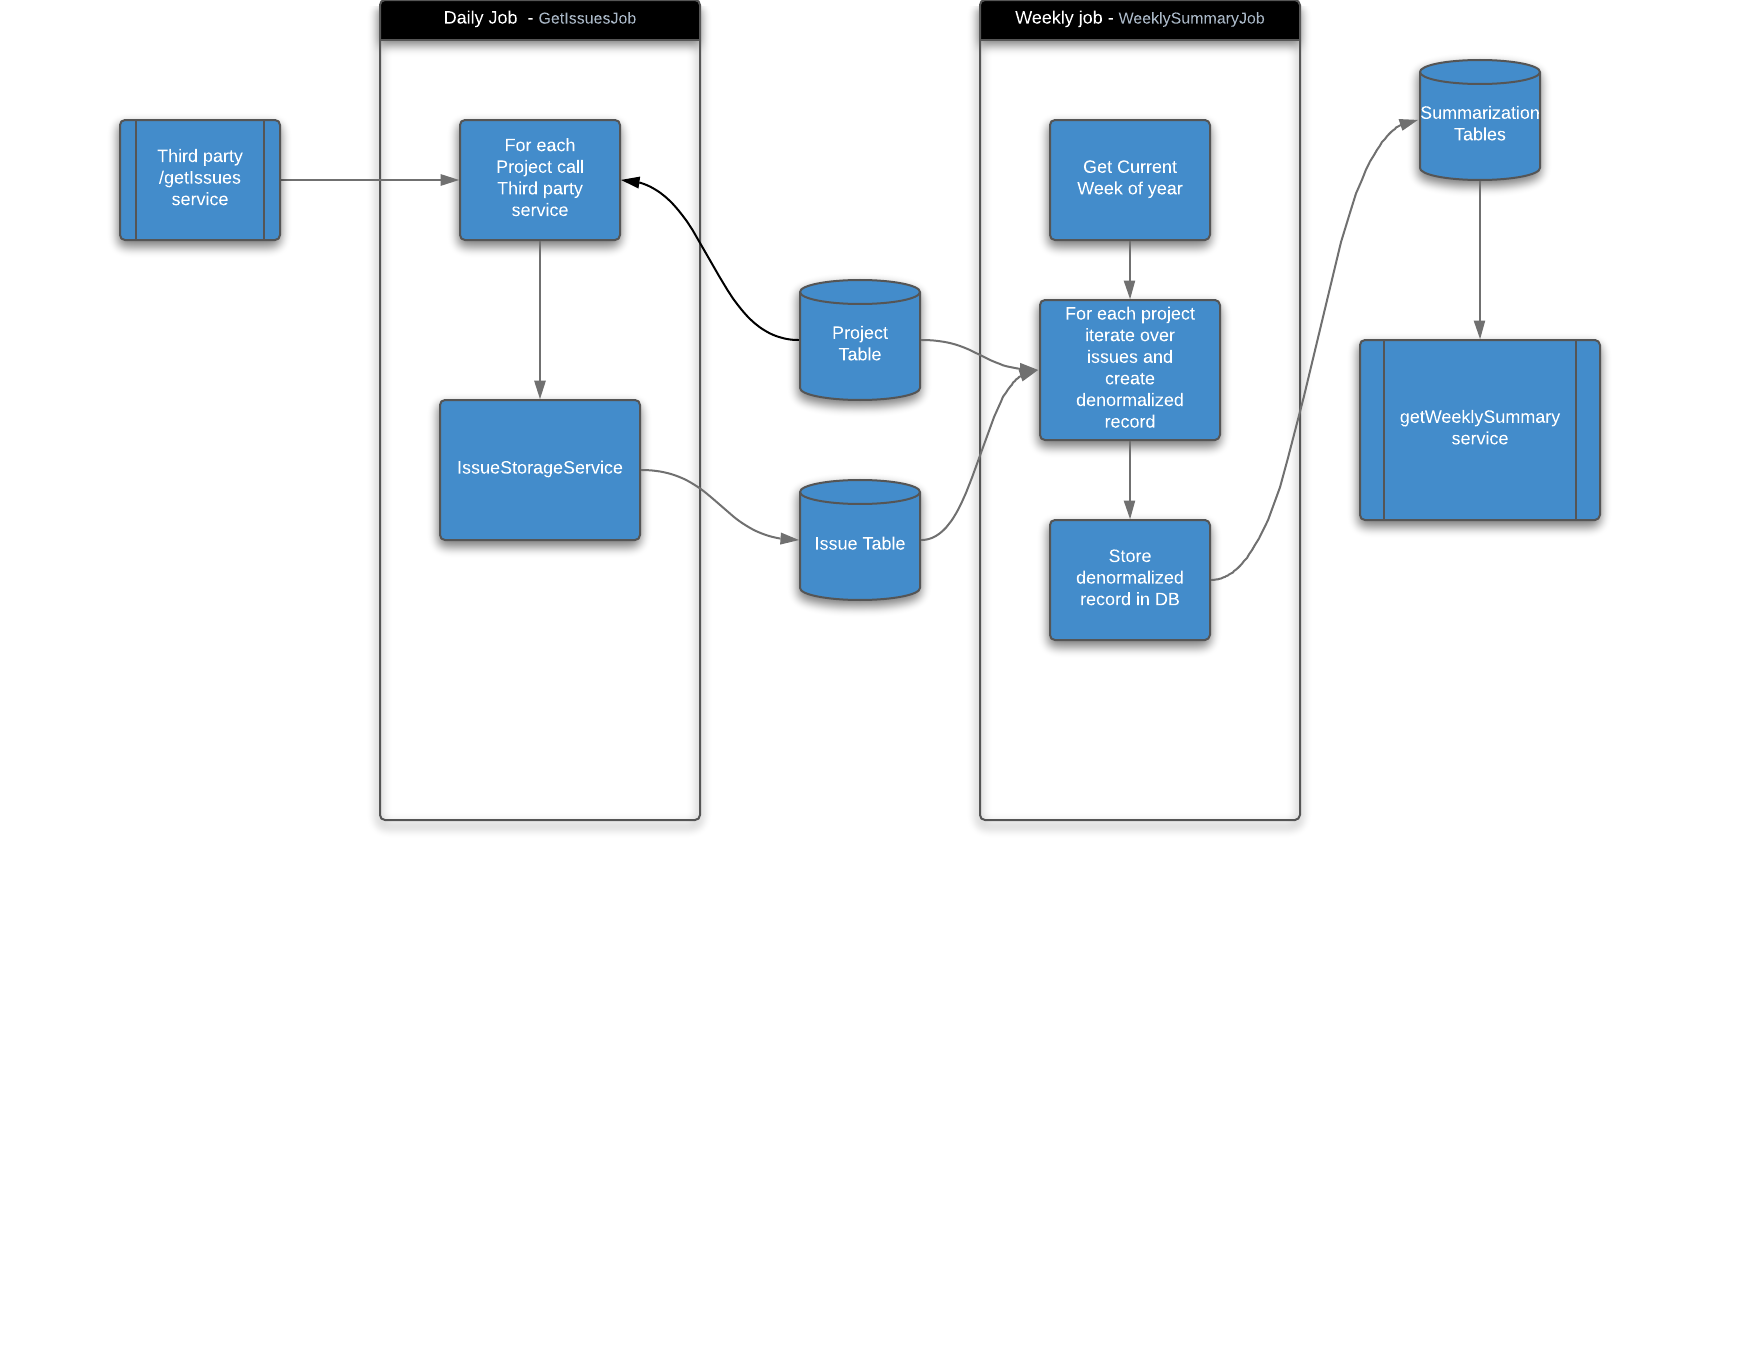 Daily Job  - GetIssuesJob
Weekly job - WeeklySummaryJob
Third party
/getIssues
service
For each
Project call
Third party
service
IssueStorageService
Project
Table
Issue Table
Get Current
Week of year
For each project
iterate over
issues and
create
denormalized
record
Store
denormalized
record in DB
Summarization
Tables
getWeeklySummary
service